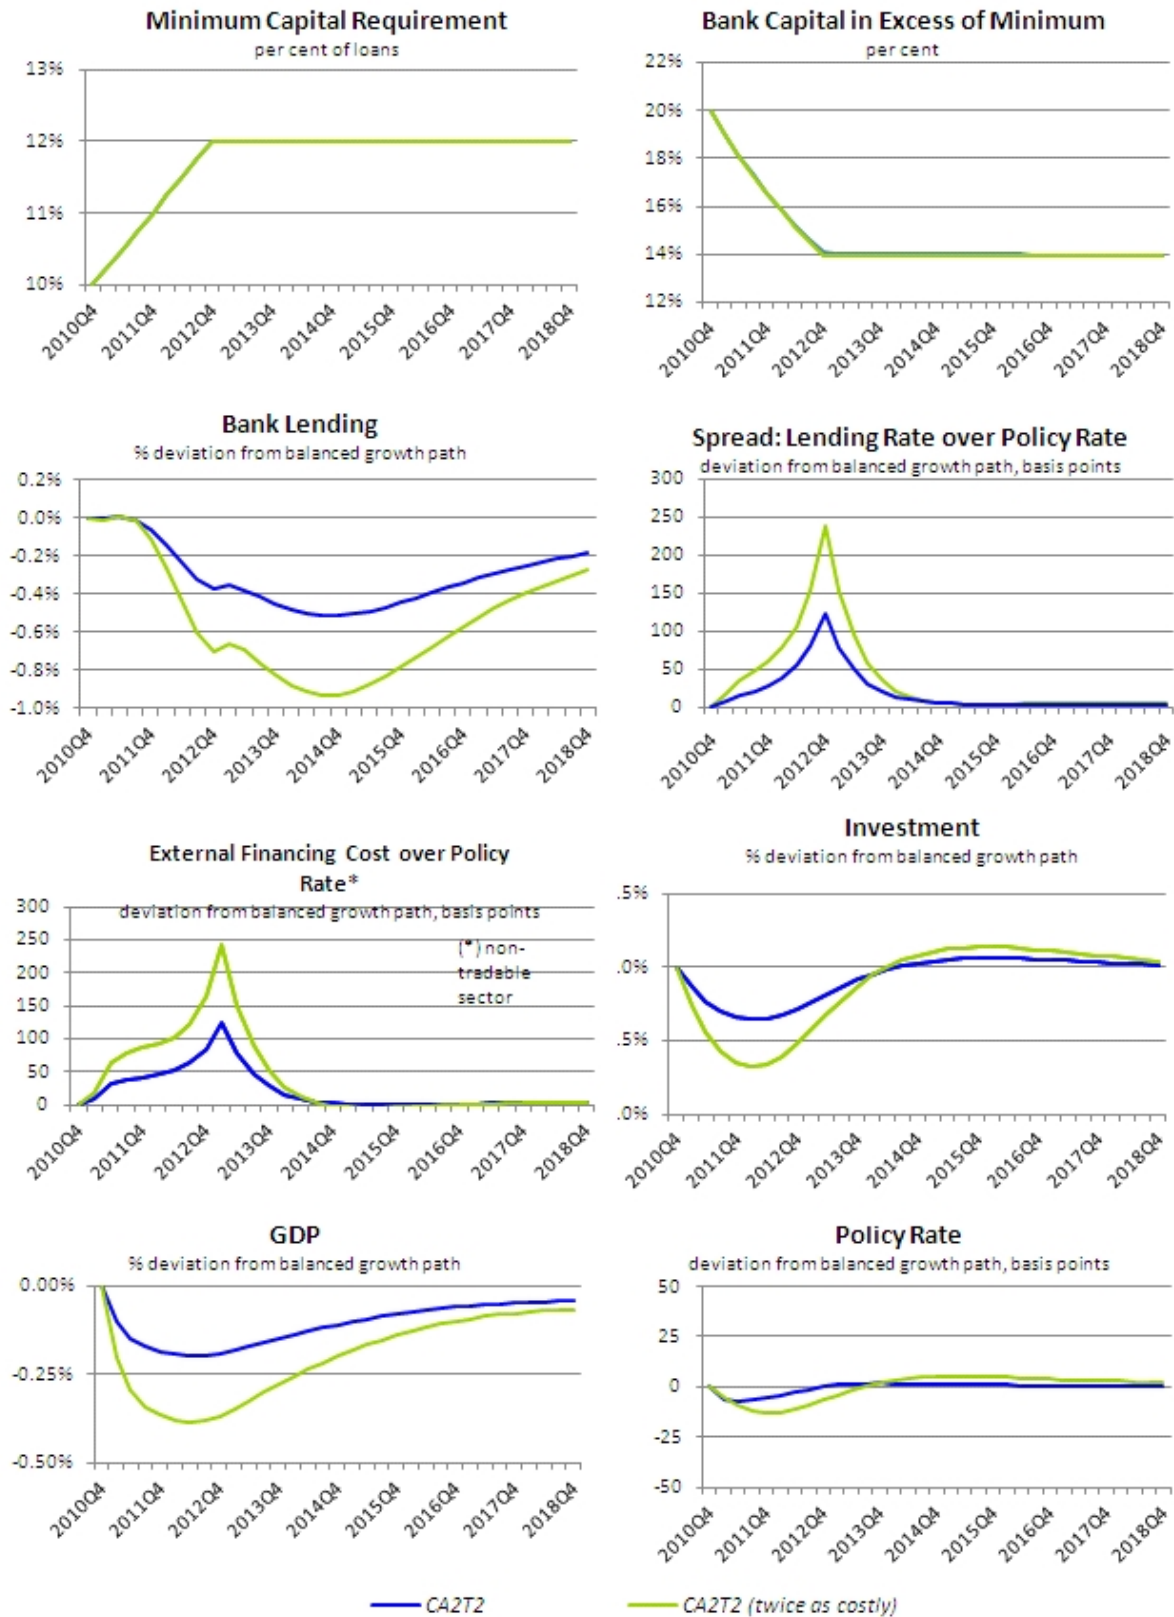 Minimum Capital Requirement
per cent of loans
13%
12%
11%
10%
2010Q4
2011Q4
2012Q4
2013Q4
2014Q4
2015Q4
2016Q4
2017Q4
2018Q4
Bank Capital in Excess of Minimum
per cent
22%
20%
18%
16%
14%
12%
2010Q4
2011Q4
2012Q4
2013Q4
2014Q4
2015Q4
2016Q4
2017Q4
2018Q4
Bank Lending
% deviation from balanced growth path
0.2%
0.0%
-0.2%
-0.4%
-0.6%
-0.8%
-1.0%
2010Q4
2011Q4
2012Q4
2013Q4
2014Q4
2015Q4
2016Q4
2017Q4
2018Q4
Spread: Lending Rate over Policy Rate
deviation from balanced growth path, basis points
300
250
200
150
100
50
0
2010Q4
2011Q4
2012Q4
2013Q4
2014Q4
2015Q4
2016Q4
2017Q4
2018Q4
External Financing Cost over Policy
Rate*
deviation from balanced growth path, basis points
(*) non-
tradable
sector
300
250
200
150
100
50
0
2010Q4
2011Q4
2012Q4
2013Q4
2014Q4
2015Q4
2016Q4
2017Q4
2018Q4
Investment
% deviation from balanced growth path
.5%
.0%
.5%
.0%
2010Q4
2011Q4
2012Q4
2013Q4
2014Q4
2015Q4
2016Q4
2017Q4
2018Q4
GDP
% deviation from balanced growth path
0.00%
-0.25%
-0.50%
2010Q4
2011Q4
2012Q4
2013Q4
2014Q4
2015Q4
2016Q4
2017Q4
2018Q4
Policy Rate
deviation from balanced growth path, basis points
50
25
0
-25
-50
2010Q4
2011Q4
2012Q4
2013Q4
2014Q4
2015Q4
2016Q4
2017Q4
2018Q4
CA2T2
CA2T2 (twice as costly)